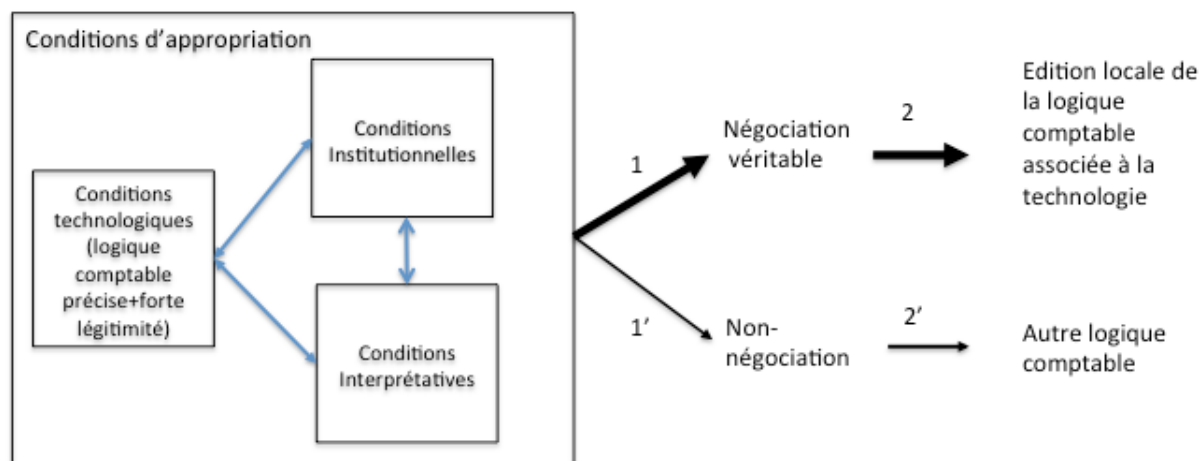 Conditions d'appropriation
Conditions
technologiques
(logique
comptable
précise+forte
légitimité)
Conditions
Institutionnelles
Conditions
Interprétatives
1
Négociation
véritable
2
Edition locale de
la logique
comptable
associée à la
technologie
1'
Non-
négociation
2'
Autre logique
comptable